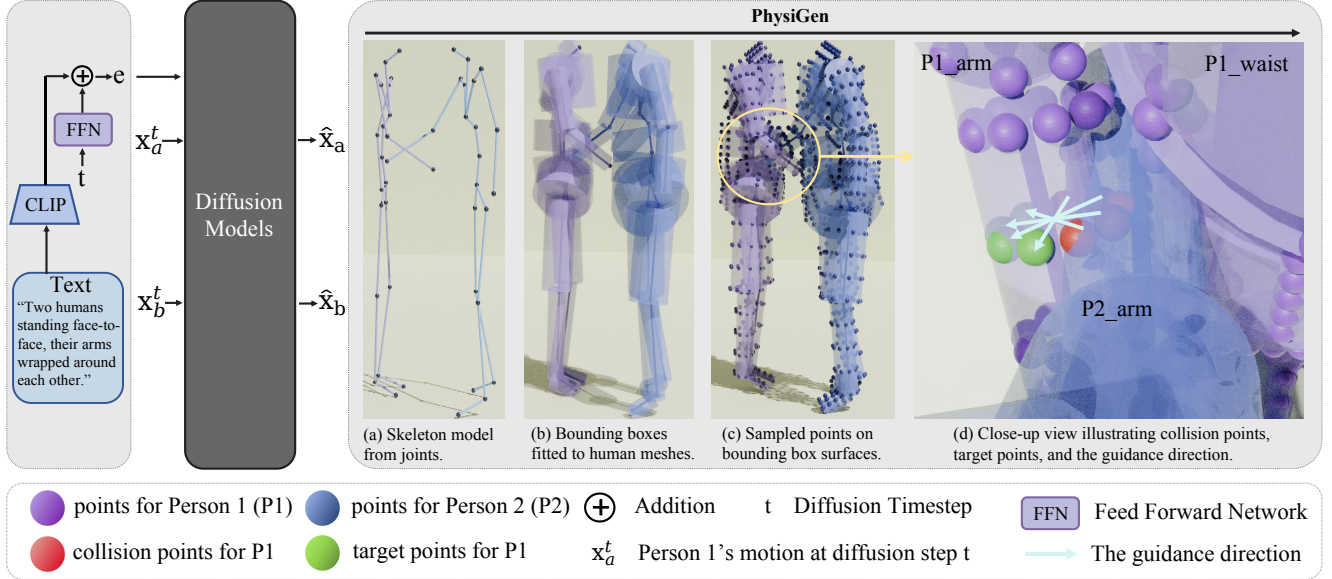 PhysiGen
e
FFN
t
CLIP
Text
“Two humans
standing face-to-
face, their arms
wrapped around
each other.”
x_a^t
x_b^t
Diffusion
Models
x̂_a
x̂_b
P1_arm
P1_waist
P2_arm
(a) Skeleton model
from joints.
(b) Bounding boxes
fitted to human meshes.
(c) Sampled points on
bounding box surfaces.
(d) Close-up view illustrating collision points,
target points, and the guidance direction.
points for Person 1 (P1)
points for Person 2 (P2)
Addition
t Diffusion Timestep
FFN Feed Forward Network
collision points for P1
target points for P1
x_a^t Person 1’s motion at diffusion step t
The guidance direction